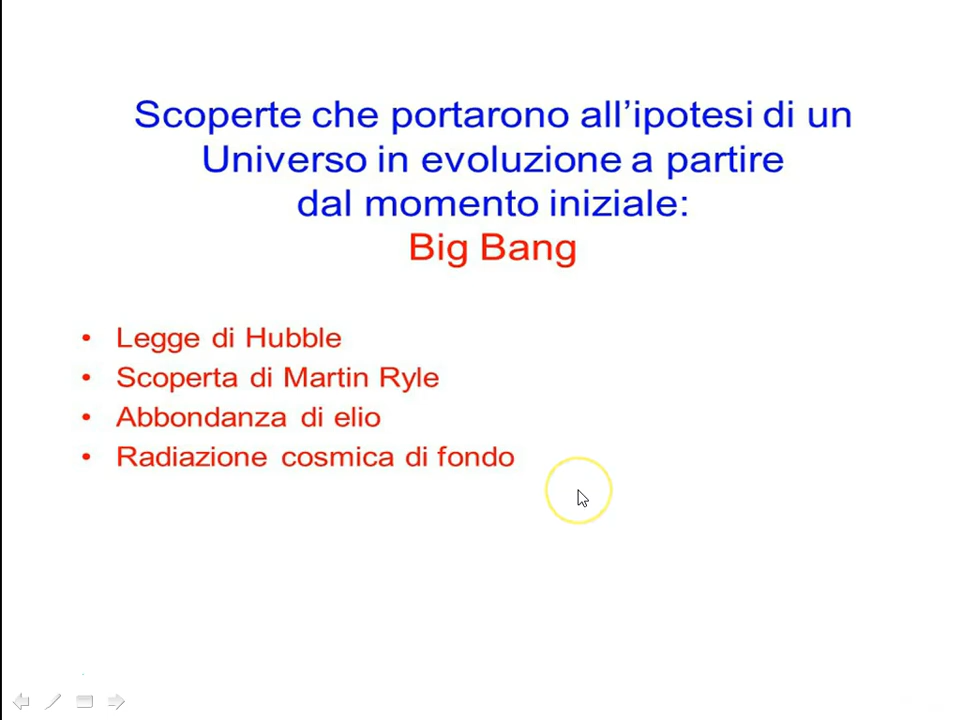 Scoperte che portarono all’ipotesi di un
Universo in evoluzione a partire
dal momento iniziale:
Big Bang
• Legge di Hubble
• Scoperta di Martin Ryle
• Abbondanza di elio
• Radiazione cosmica di fondo